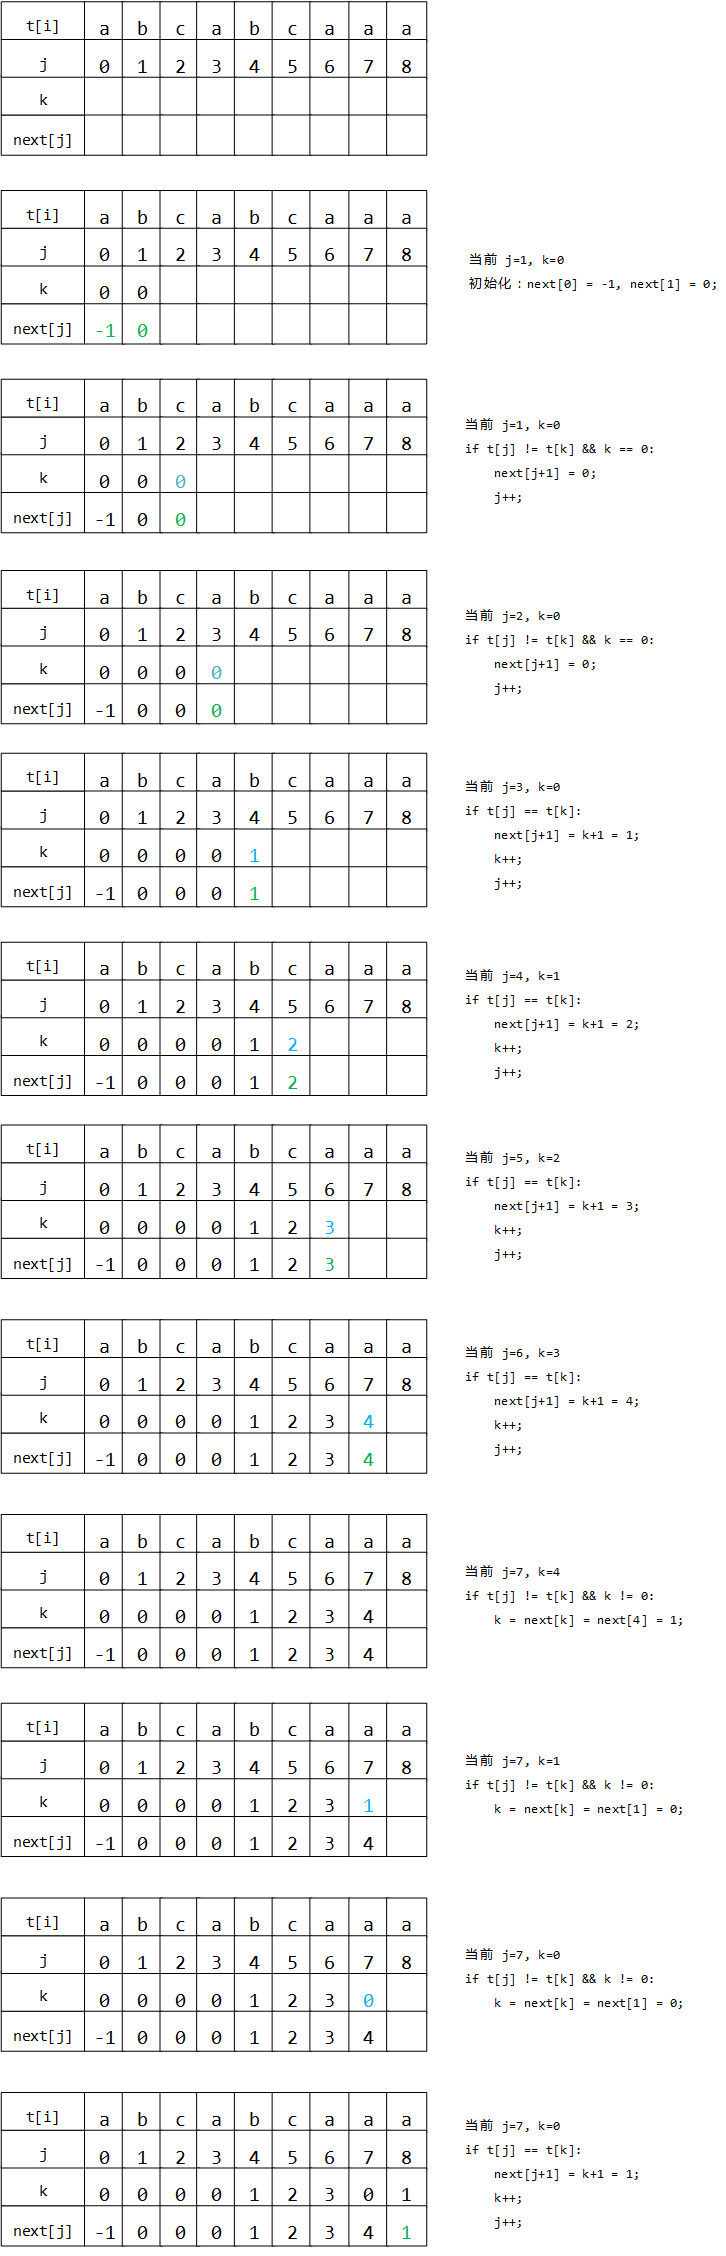 t[i] a b c a b c a a a
j 0 1 2 3 4 5 6 7 8
k
next[j]
t[i] a b c a b c a a a
j 0 1 2 3 4 5 6 7 8
k 0 0
next[j] -1 0
当前 j=1, k=0
初始化：next[0] = -1, next[1] = 0;
t[i] a b c a b c a a a
j 0 1 2 3 4 5 6 7 8
k 0 0 0
next[j] -1 0 0
当前 j=1, k=0
if t[j] != t[k] && k == 0:
next[j+1] = 0;
j++;
t[i] a b c a b c a a a
j 0 1 2 3 4 5 6 7 8
k 0 0 0 0
next[j] -1 0 0 0
当前 j=2, k=0
if t[j] != t[k] && k == 0:
next[j+1] = 0;
j++;
t[i] a b c a b c a a a
j 0 1 2 3 4 5 6 7 8
k 0 0 0 0 1
next[j] -1 0 0 0 1
当前 j=3, k=0
if t[j] == t[k]:
next[j+1] = k+1 = 1;
k++;
j++;
t[i] a b c a b c a a a
j 0 1 2 3 4 5 6 7 8
k 0 0 0 0 1 2
next[j] -1 0 0 0 1 2
当前 j=4, k=1
if t[j] == t[k]:
next[j+1] = k+1 = 2;
k++;
j++;
t[i] a b c a b c a a a
j 0 1 2 3 4 5 6 7 8
k 0 0 0 0 1 2 3
next[j] -1 0 0 0 1 2 3
当前 j=5, k=2
if t[j] == t[k]:
next[j+1] = k+1 = 3;
k++;
j++;
t[i] a b c a b c a a a
j 0 1 2 3 4 5 6 7 8
k 0 0 0 0 1 2 3 4
next[j] -1 0 0 0 1 2 3 4
当前 j=6, k=3
if t[j] == t[k]:
next[j+1] = k+1 = 4;
k++;
j++;
t[i] a b c a b c a a a
j 0 1 2 3 4 5 6 7 8
k 0 0 0 0 1 2 3 4
next[j] -1 0 0 0 1 2 3 4
当前 j=7, k=4
if t[j] != t[k] && k != 0:
k = next[k] = next[4] = 1;
t[i] a b c a b c a a a
j 0 1 2 3 4 5 6 7 8
k 0 0 0 0 1 2 3 1
next[j] -1 0 0 0 1 2 3 4
当前 j=7, k=1
if t[j] != t[k] && k != 0:
k = next[k] = next[1] = 0;
t[i] a b c a b c a a a
j 0 1 2 3 4 5 6 7 8
k 0 0 0 0 1 2 3 0
next[j] -1 0 0 0 1 2 3 4
当前 j=7, k=0
if t[j] != t[k] && k != 0:
k = next[k] = next[1] = 0;
t[i] a b c a b c a a a
j 0 1 2 3 4 5 6 7 8
k 0 0 0 0 1 2 3 0 1
next[j] -1 0 0 0 1 2 3 4 1
当前 j=7, k=0
if t[j] == t[k]:
next[j+1] = k+1 = 1;
k++;
j++;